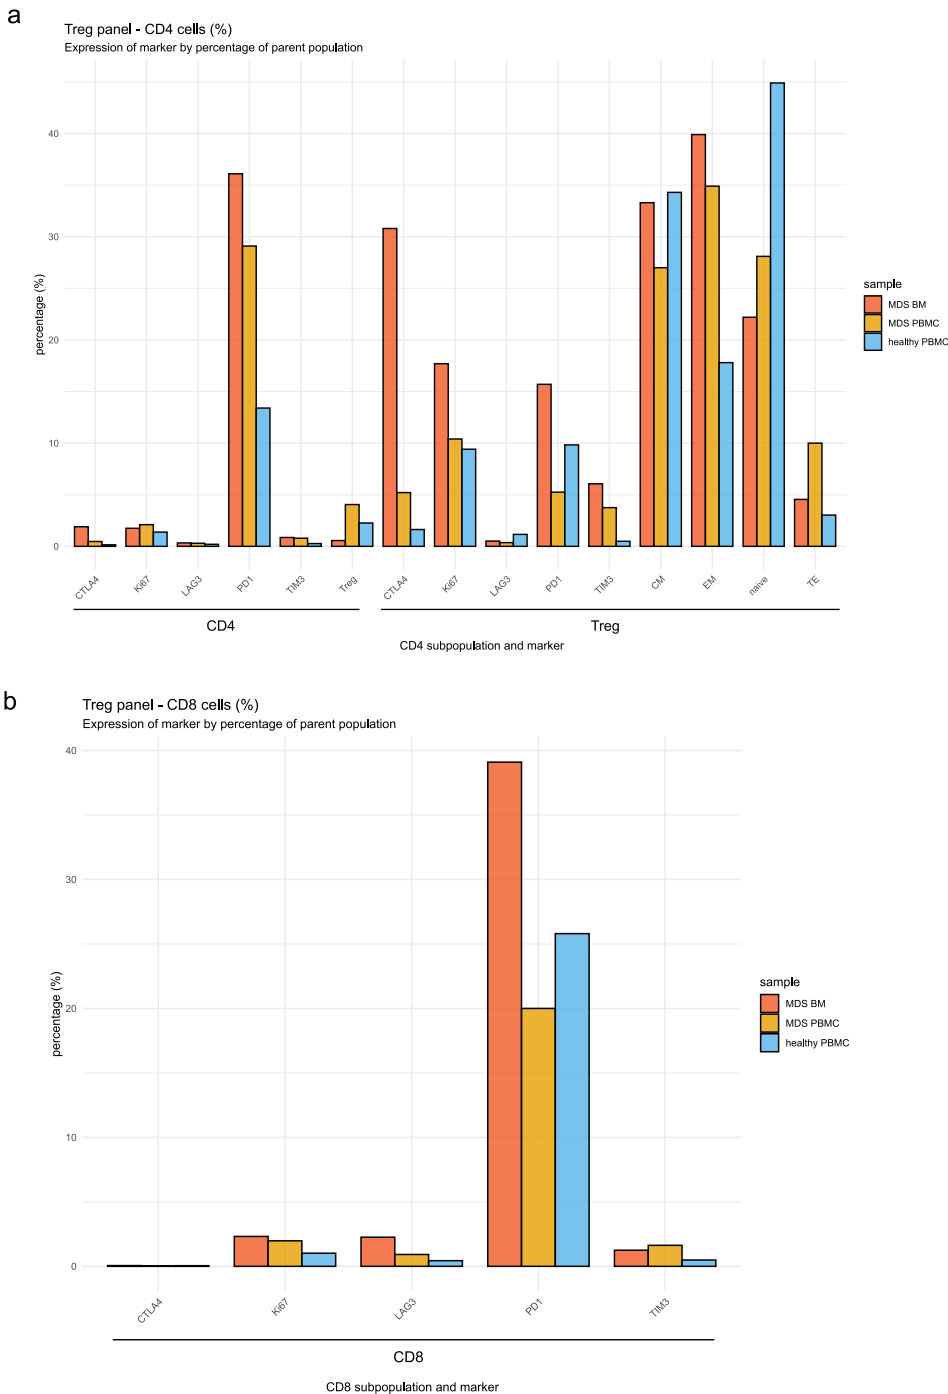 a
Treg panel - CD4 cells (%)
Expression of marker by percentage of parent population
percentage (%)
40
30
20
10
0
CTLA4
Ki67
LAG3
PD1
TIM3
Treg
CTLA4
Ki67
LAG3
PD1
TIM3
CM
EM
naive
TE
CD4
Treg
CD4 subpopulation and marker
sample
MDS BM
MDS PBMC
healthy PBMC
b
Treg panel - CD8 cells (%)
Expression of marker by percentage of parent population
percentage (%)
40
30
20
10
0
CTLA4
Ki67
LAG3
PD1
TIM3
CD8
CD8 subpopulation and marker
sample
MDS BM
MDS PBMC
healthy PBMC